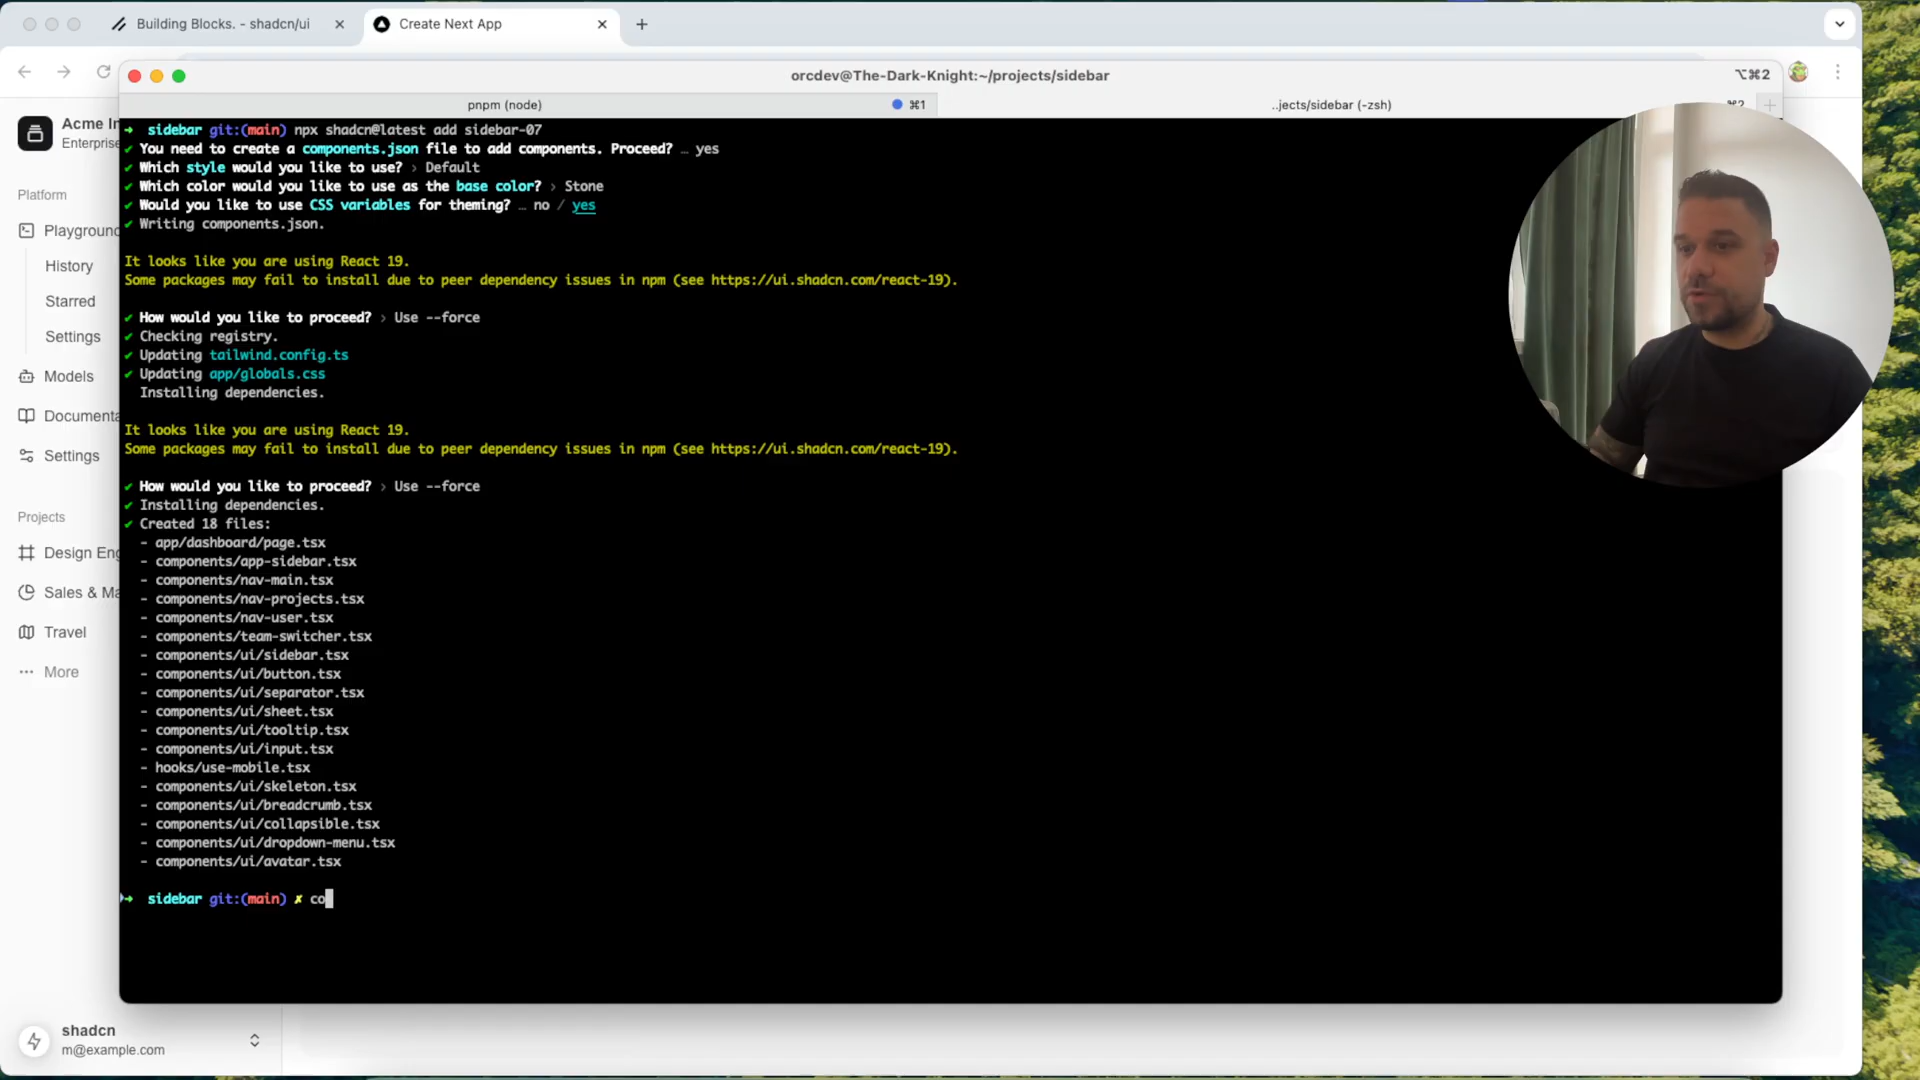 Building Blocks. - shadcn/ui
Create Next App
orcdev@The-Dark-Knight:~/projects/sidebar
⌥⌘2
pnpm (node)
⌘1
..jects/sidebar (-zsh)
⌘2
Acme In
Enterprise
Platform
Playground
History
Starred
Settings
Models
Documenta
Settings
Projects
Design Eng
Sales & Ma
Travel
More
shadcn
m@example.com
→ sidebar git:(main) npx shadcn@latest add sidebar-07
✔ You need to create a components.json file to add components. Proceed? … yes
✔ Which style would you like to use? › Default
✔ Which color would you like to use as the base color? › Stone
✔ Would you like to use CSS variables for theming? … no / yes
✔ Writing components.json.
It looks like you are using React 19.
Some packages may fail to install due to peer dependency issues in npm (see https://ui.shadcn.com/react-19).
✔ How would you like to proceed? › Use --force
✔ Checking registry.
✔ Updating tailwind.config.ts
✔ Updating app/globals.css
Installing dependencies.
It looks like you are using React 19.
Some packages may fail to install due to peer dependency issues in npm (see https://ui.shadcn.com/react-19).
✔ How would you like to proceed? › Use --force
✔ Installing dependencies.
✔ Created 18 files:
- app/dashboard/page.tsx
- components/app-sidebar.tsx
- components/nav-main.tsx
- components/nav-projects.tsx
- components/nav-user.tsx
- components/team-switcher.tsx
- components/ui/sidebar.tsx
- components/ui/button.tsx
- components/ui/separator.tsx
- components/ui/sheet.tsx
- components/ui/tooltip.tsx
- components/ui/input.tsx
- hooks/use-mobile.tsx
- components/ui/skeleton.tsx
- components/ui/breadcrumb.tsx
- components/ui/collapsible.tsx
- components/ui/dropdown-menu.tsx
- components/ui/avatar.tsx
→ sidebar git:(main) ✗ co